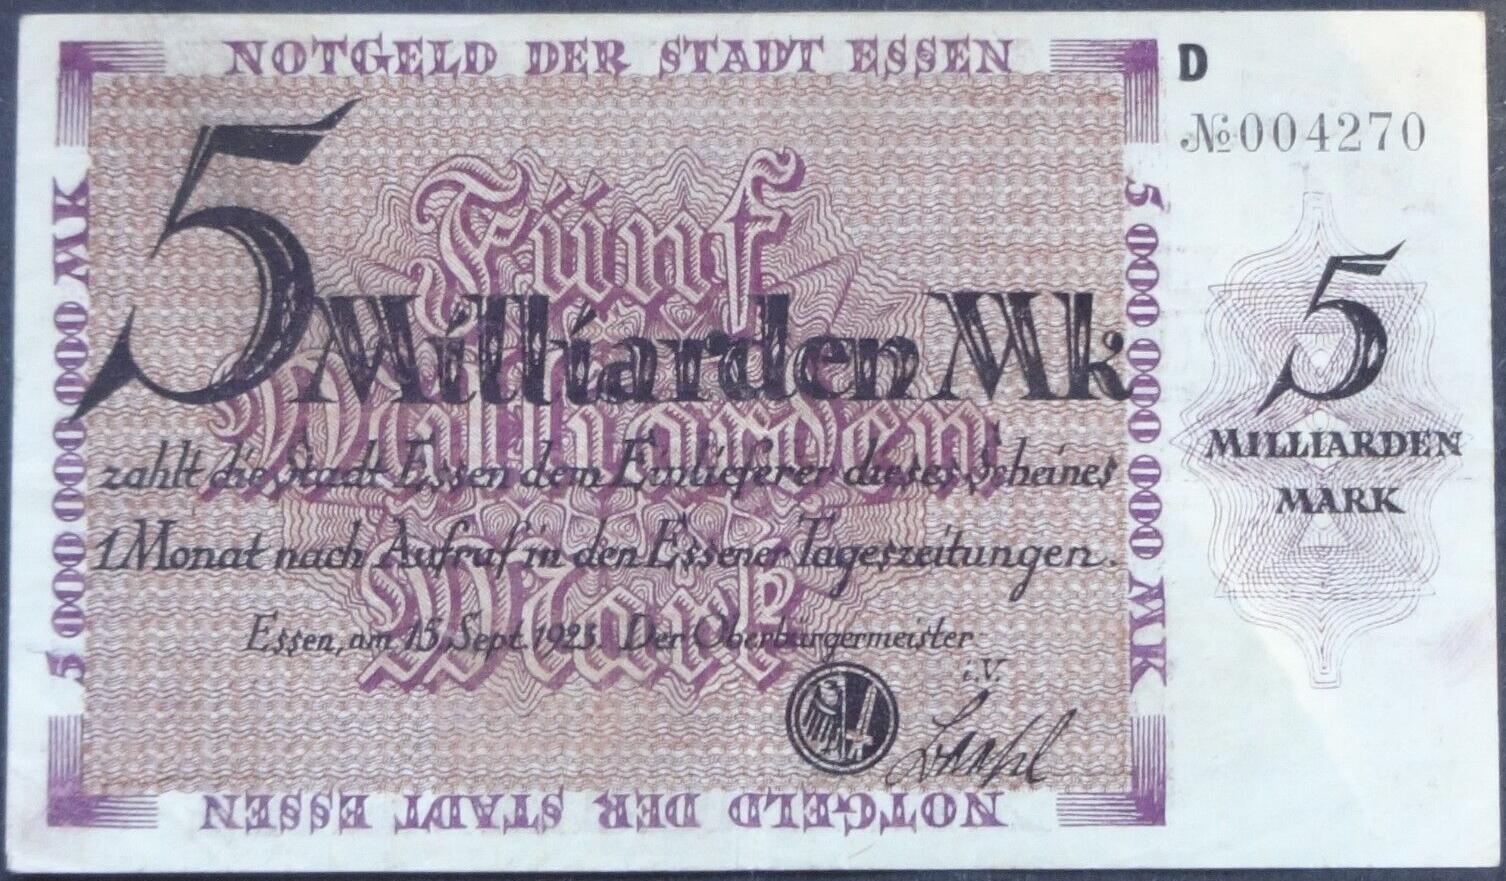 NOTGELD DER STADT ESSEN
D
№ 004270
5 Milliarden Mk
Fünf
Milliarden
Mark
zahlt die Stadt Essen dem Einlieferer dieses Scheines
1 Monat nach Aufruf in den Essener Tageszeitungen.
Essen, am 15. Sept. 1923. Der Oberbürgermeister
i.V.
5 000 000 000 MK
5 000 000 000 MK
5
MILLIARDEN
MARK
NOTGELD DER STADT ESSEN